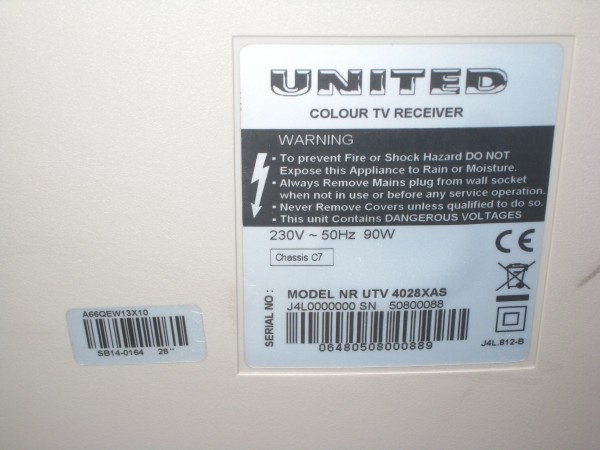 UNITED
COLOUR TV RECEIVER
WARNING
• To prevent Fire or Shock Hazard DO NOT
Expose this Appliance to Rain or Moisture.
• Always Remove Mains plug from wall socket
when not in use or before any service operation.
• Never Remove Covers unless qualified to do so.
• This unit Contains DANGEROUS VOLTAGES
230V ~ 50Hz 90W
CE
Chassis C7
SERIAL NO :
MODEL NR UTV 4028XAS
J4L0000000 SN 50800088
06480508000889
J4L.812-B
A66QEW13X10
SB14-0164 28"